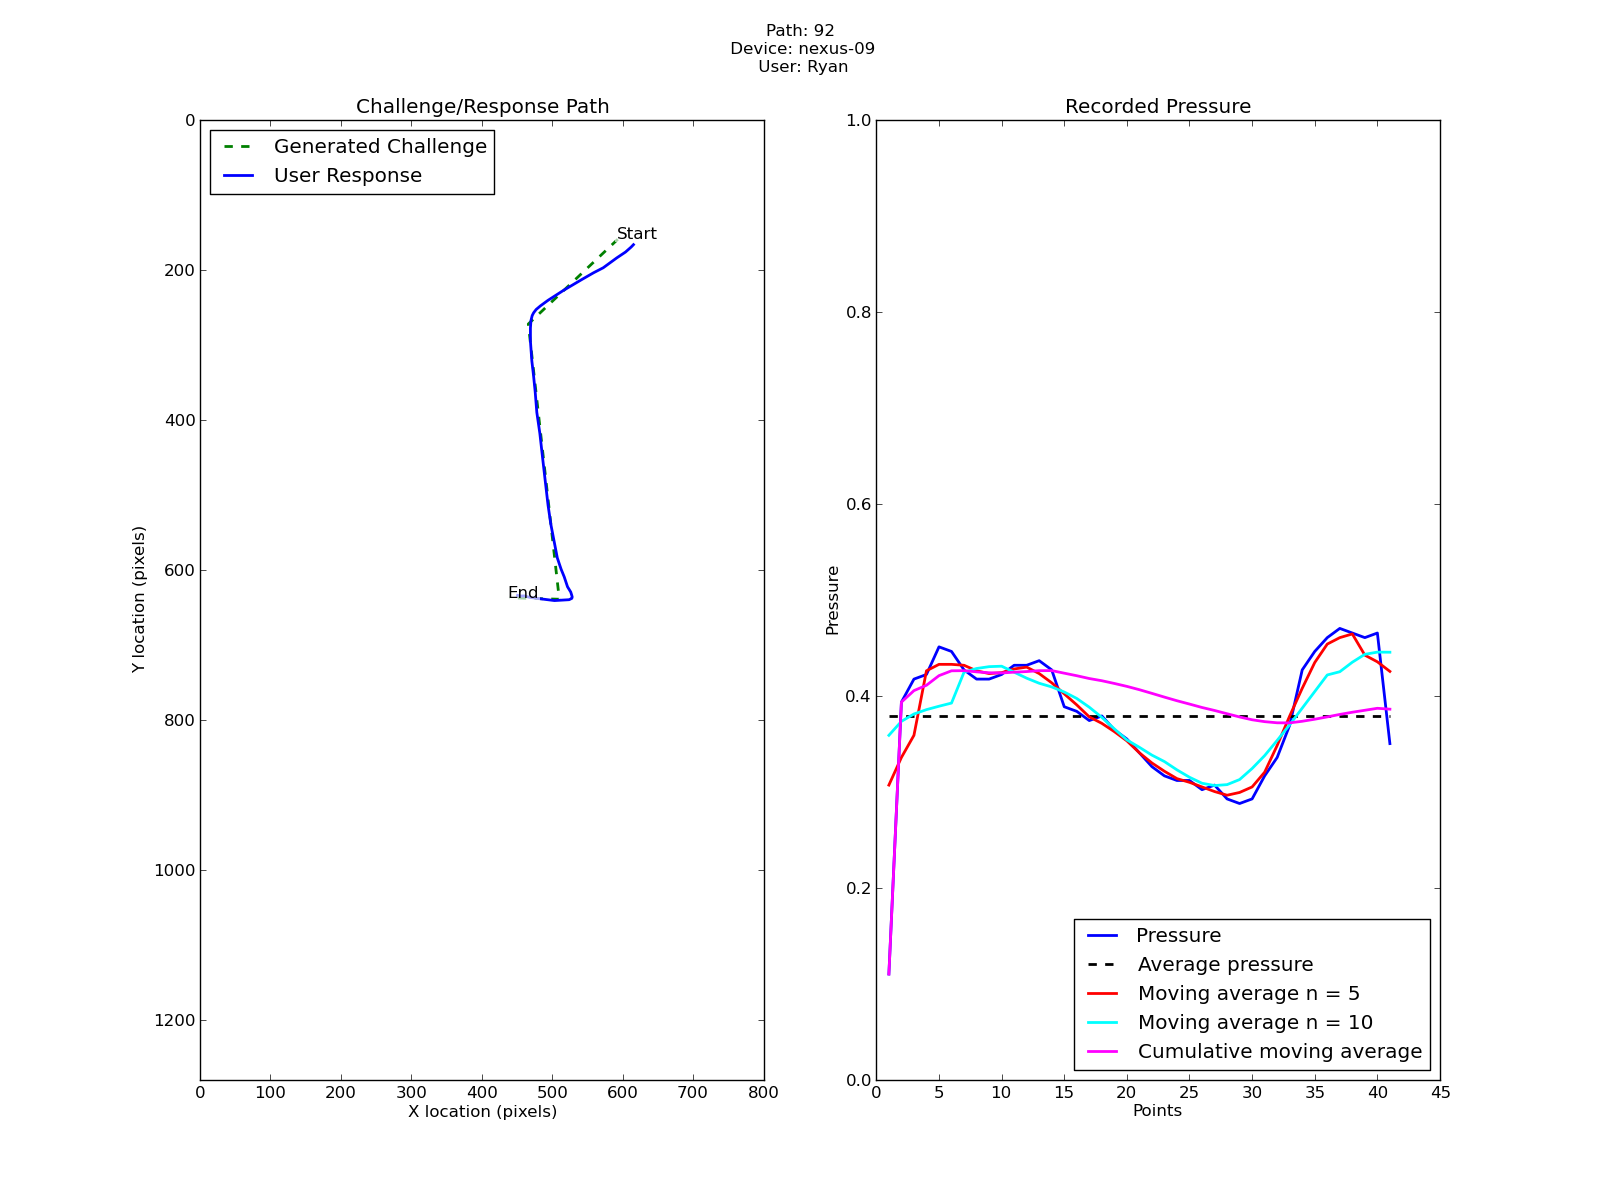 Path: 92
Device: nexus-09
User: Ryan
Challenge/Response Path
Generated Challenge
User Response
Start
End
0
200
400
600
800
1000
1200
Y location (pixels)
0 100 200 300 400 500 600 700 800
X location (pixels)
Recorded Pressure
1.0
0.8
0.6
0.4
0.2
0.0
Pressure
Pressure
Average pressure
Moving average n = 5
Moving average n = 10
Cumulative moving average
0 5 10 15 20 25 30 35 40 45
Points